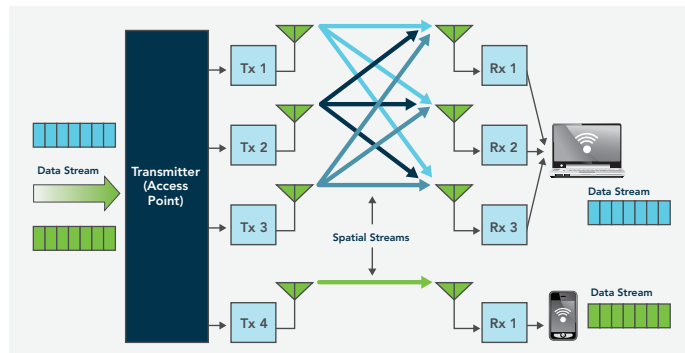 Tx 1
Rx 1
Tx 2
Rx 2
Data Stream
Transmitter
(Access
Point)
Data Stream
Tx 3
Rx 3
Spatial Streams
Data Stream
Tx 4
Rx 1